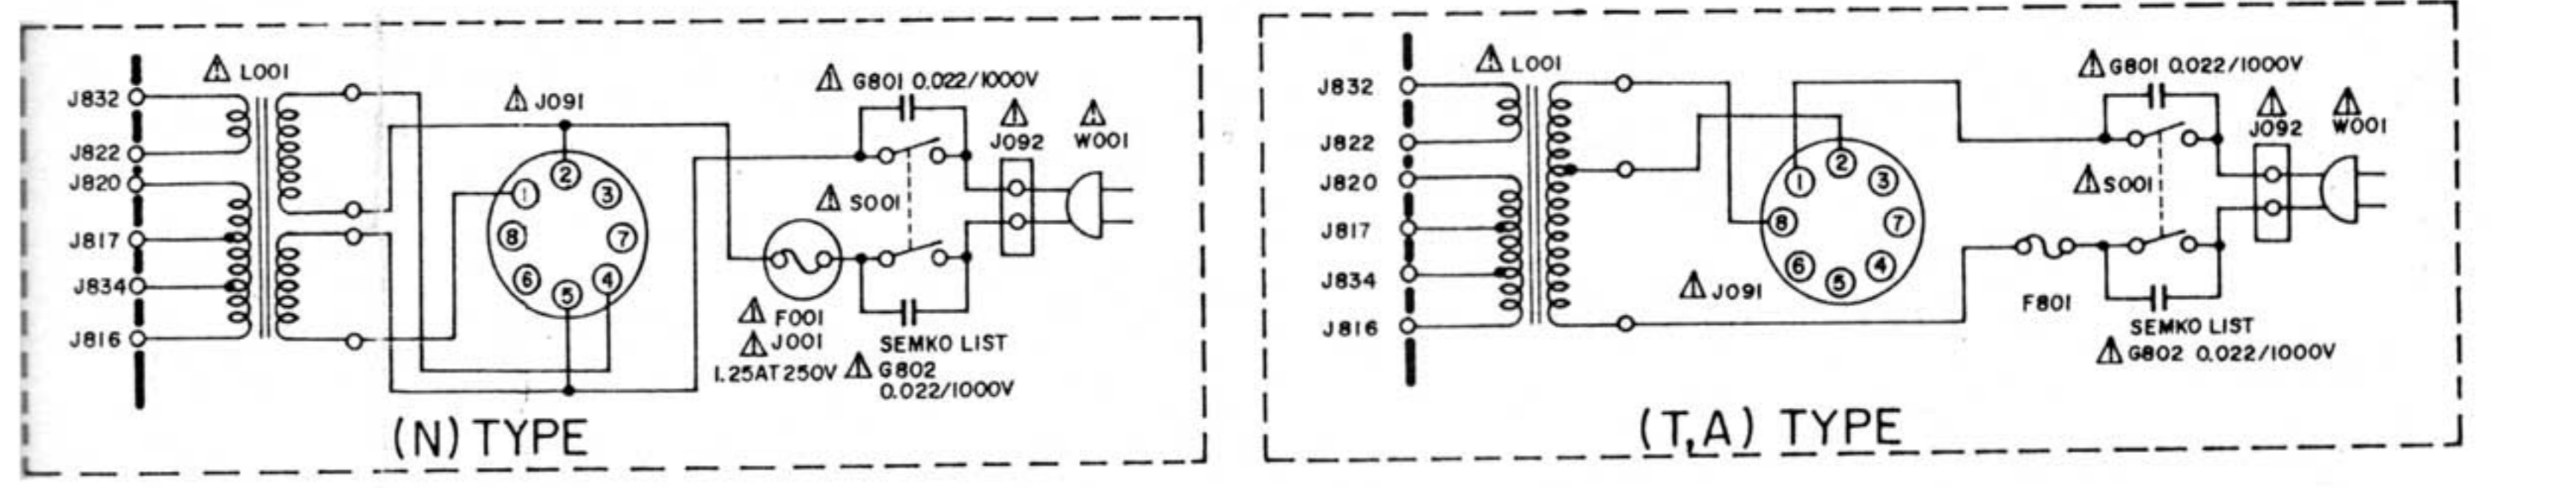 L001
J832
J822
J820
J817
J834
J816
J091
1
2
3
8
7
6
5
4
G801 0.022/1000V
J092
W001
S001
F001
J001
1.25AT 250V
SEMKO LIST
G802
0.022/1000V
(N) TYPE
L001
J832
J822
J820
J817
J834
J816
1
2
3
8
7
6
5
4
J091
G801 0.022/1000V
J092
W001
S001
F801
SEMKO LIST
G802 0.022/1000V
(T,A) TYPE